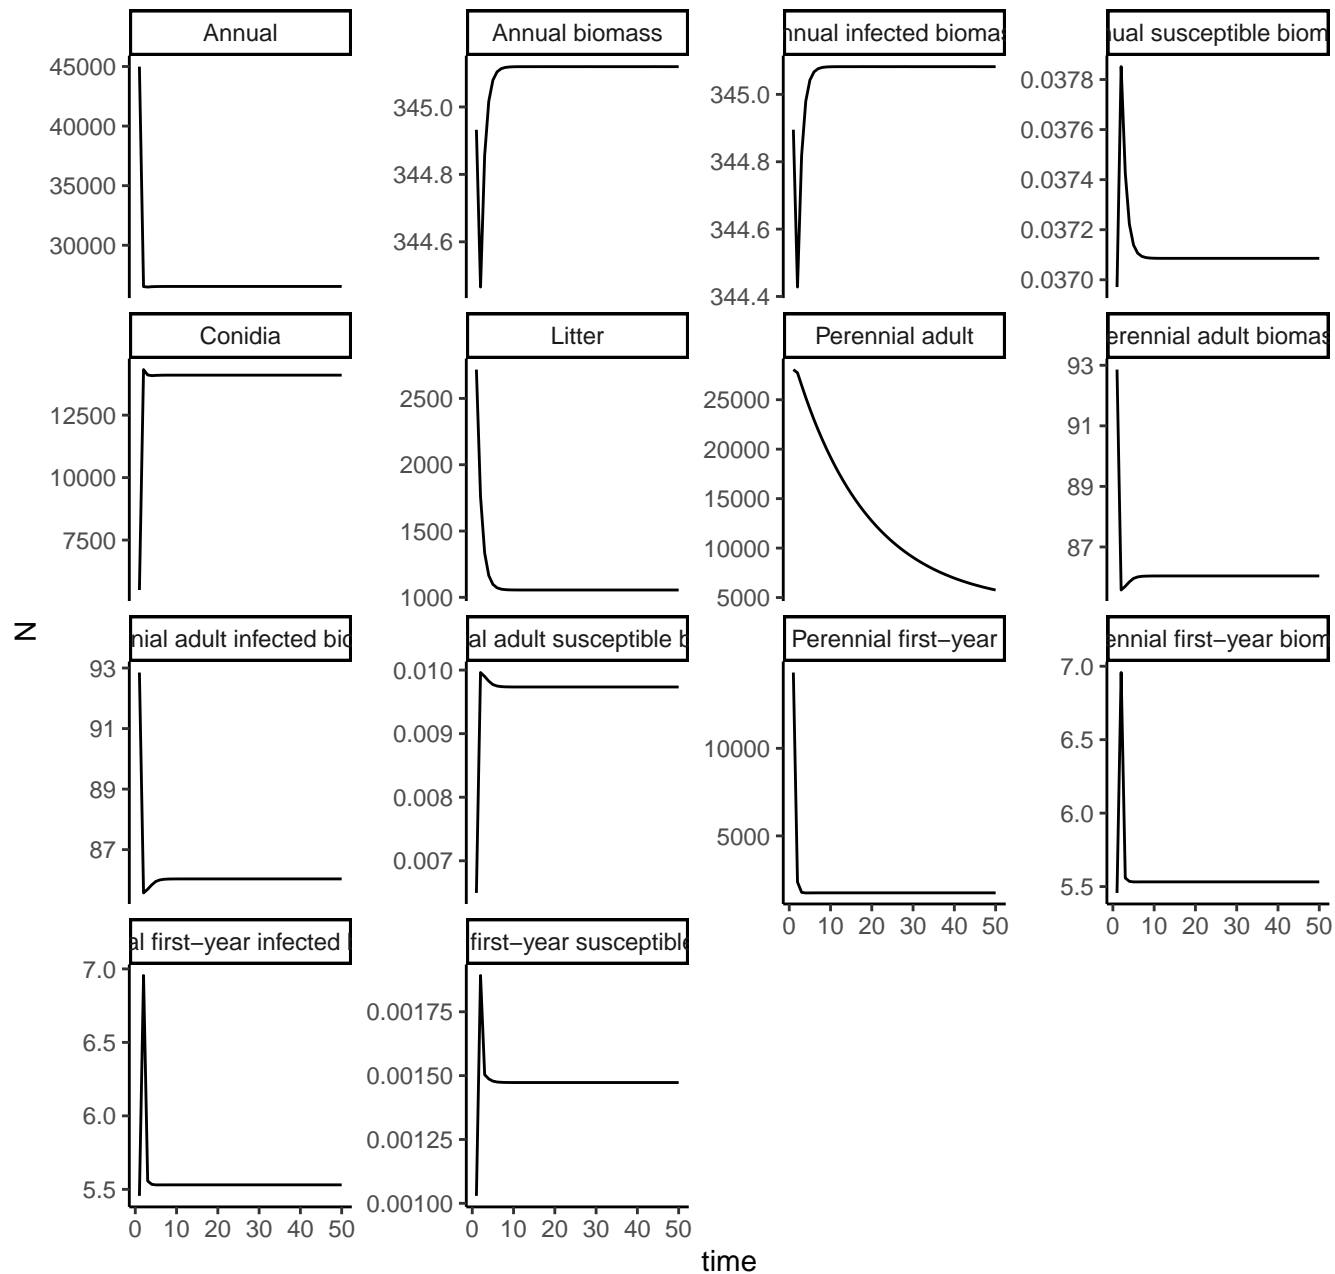 Annual
Annual biomass
nnual infected biomas
ual susceptible biom
45000
40000
35000
30000
345.0
344.8
344.6
345.0
344.8
344.6
344.4
0.0378
0.0376
0.0374
0.0372
0.0370
Conidia
Litter
Perennial adult
erennial adult biomas
12500
10000
7500
2500
2000
1500
1000
25000
20000
15000
10000
5000
93
91
89
87
N
nial adult infected bio
al adult susceptible b
Perennial first−year
ennial first−year biom
93
91
89
87
0.010
0.009
0.008
0.007
10000
5000
7.0
6.5
6.0
5.5
0 10 20 30 40 50
0 10 20 30 40 50
al first−year infected
first−year susceptible
7.0
6.5
6.0
5.5
0.00175
0.00150
0.00125
0.00100
0 10 20 30 40 50
0 10 20 30 40 50
time